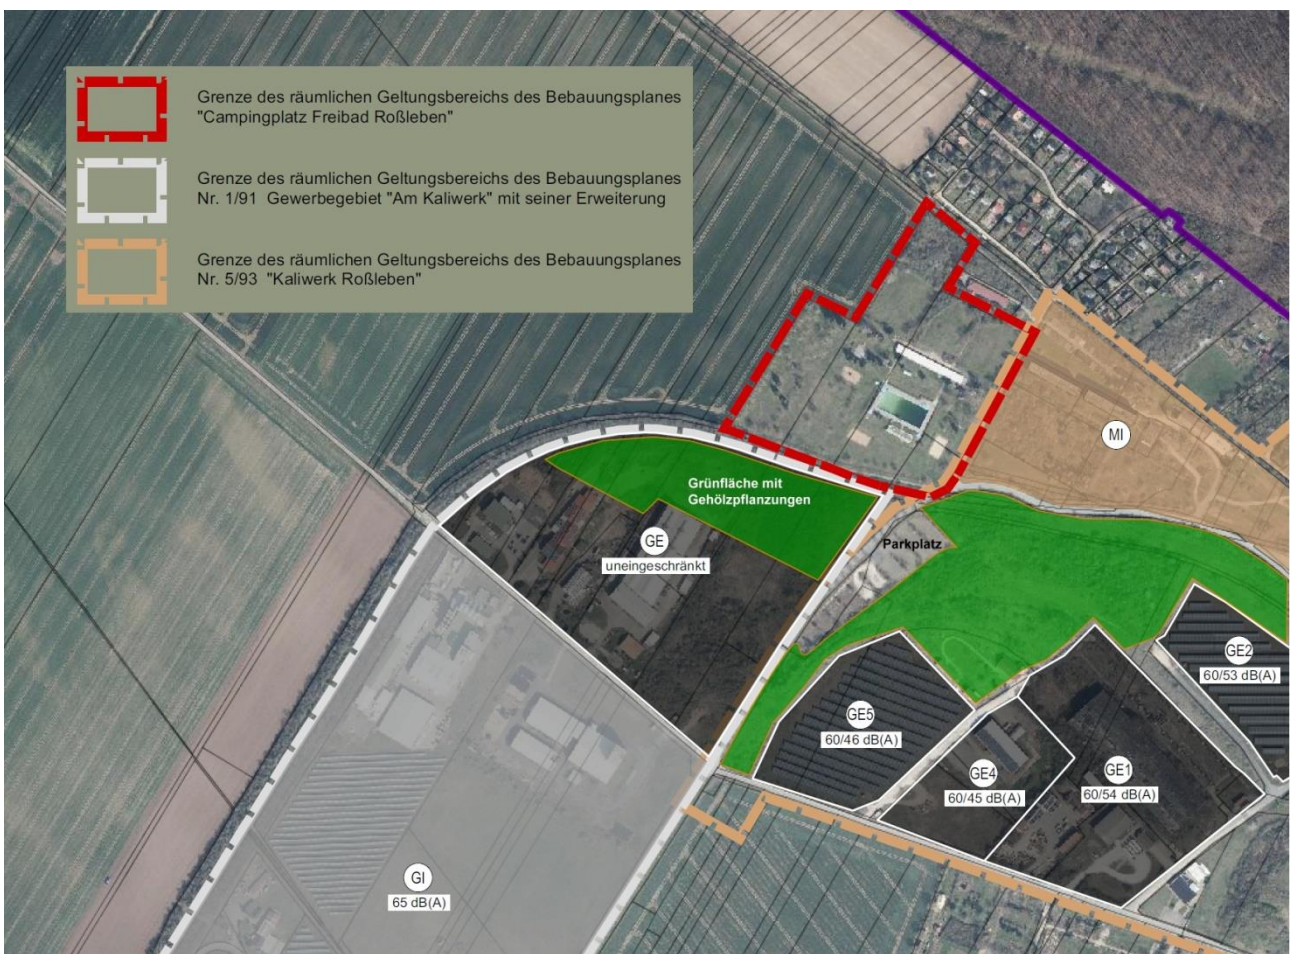 Grenze des räumlichen Geltungsbereichs des Bebauungsplanes
"Campingplatz Freibad Roßleben"
Grenze des räumlichen Geltungsbereichs des Bebauungsplanes
Nr. 1/91 Gewerbegebiet "Am Kaliwerk" mit seiner Erweiterung
Grenze des räumlichen Geltungsbereichs des Bebauungsplanes
Nr. 5/93 "Kaliwerk Roßleben"
MI
Grünfläche mit
Gehölzpflanzungen
GE
uneingeschränkt
Parkplatz
GE2
60/53 dB(A)
GE5
60/46 dB(A)
GE4
60/45 dB(A)
GE1
60/54 dB(A)
GI
65 dB(A)